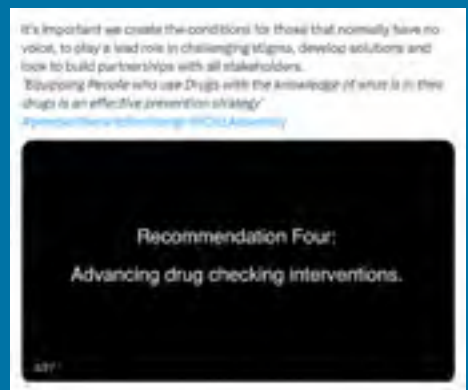 It's important we create the conditions for those that normally have no
voice, to play a lead role in challenging stigma, develop solutions and
look to build partnerships with all stakeholders.
'Equipping People who use Drugs with the knowledge of what is in their
drugs is an effective prevention strategy'
Recommendation Four:
Advancing drug checking interventions.